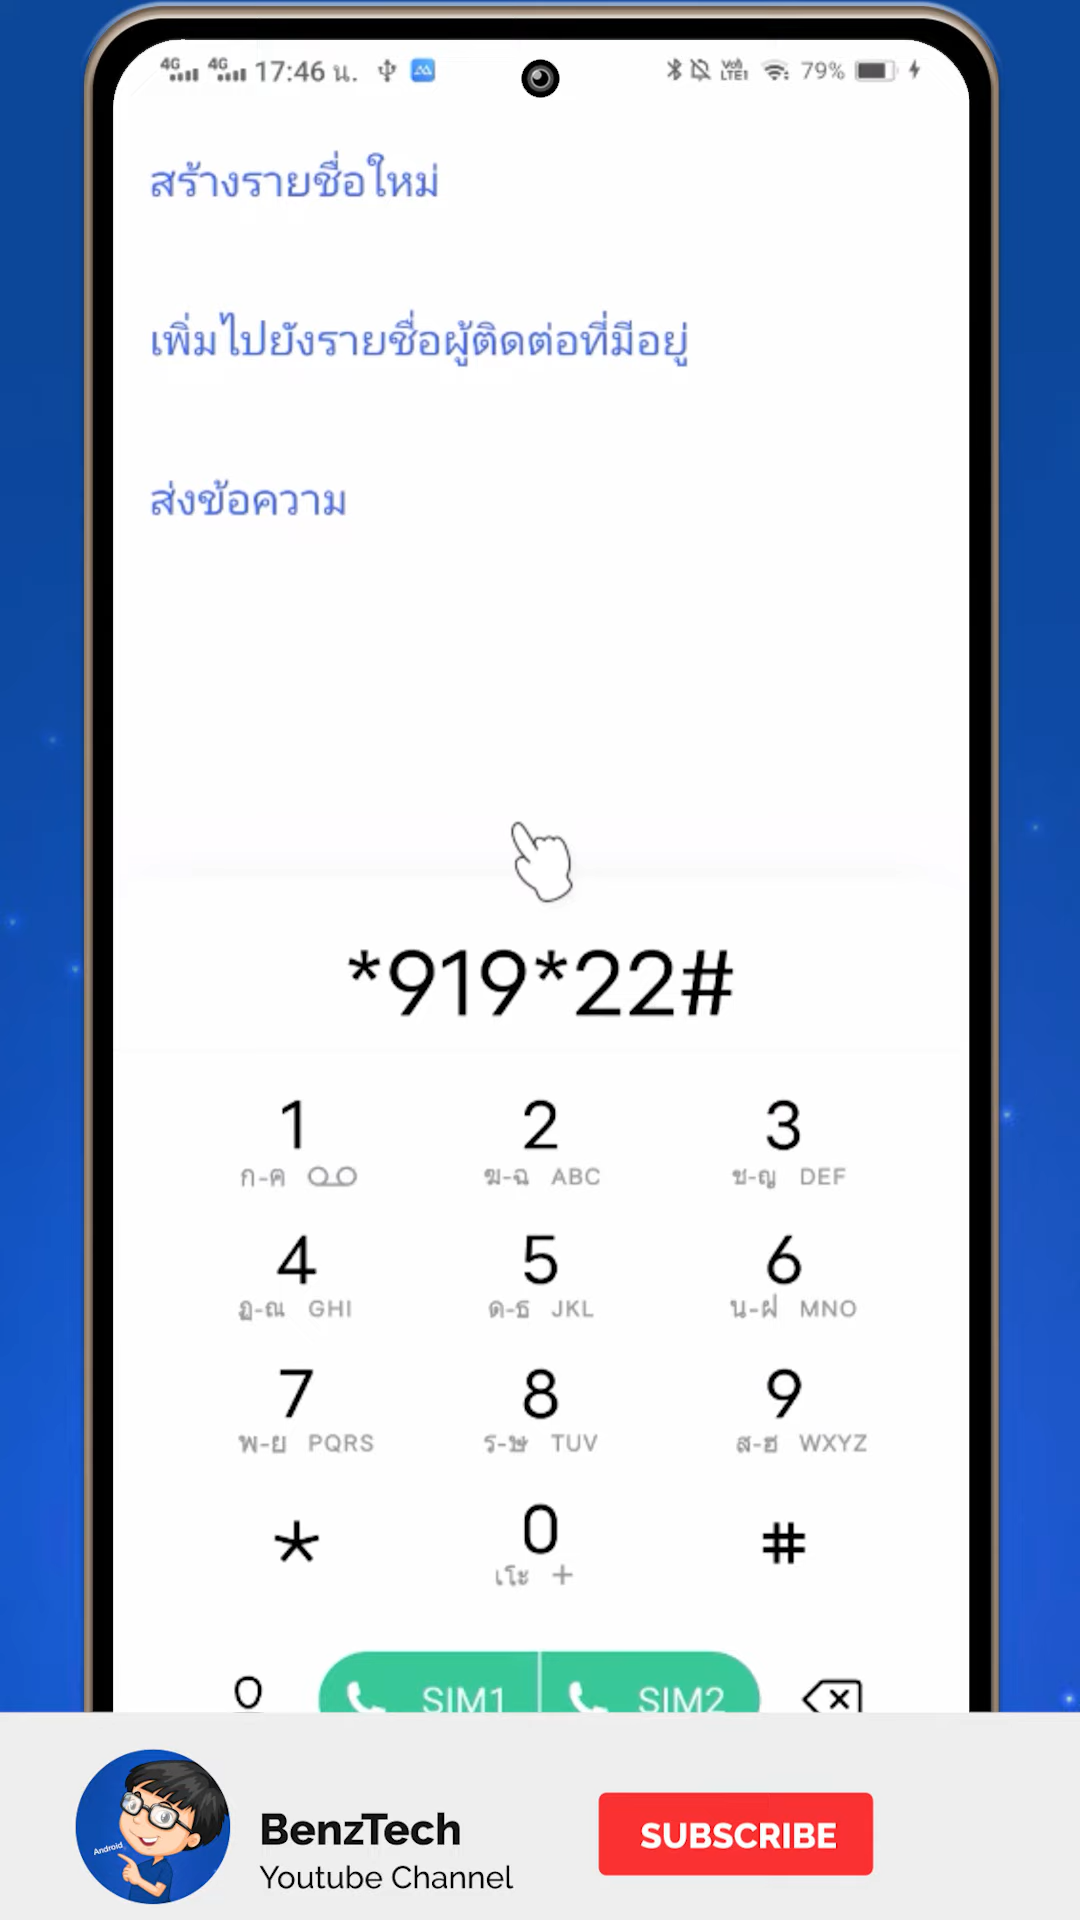 4G 4G 17:46 น. VoD LTE1 79%
สร้างรายชื่อใหม่
เพิ่มไปยังรายชื่อผู้ติดต่อที่มีอยู่
ส่งข้อความ
*919*22#
1 2 3
ก-ค ฆ-ฉ ABC ช-ญ DEF
4 5 6
ฎ-ณ GHI ด-ธ JKL น-ฝ MNO
7 8 9
พ-ย PQRS ร-ษ TUV ส-ฮ WXYZ
* 0 #
เโะ +
SIM1 SIM2
Android
BenzTech
Youtube Channel
SUBSCRIBE